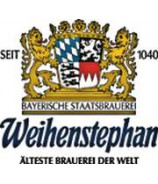 SEIT 1040
BAYERISCHE STAATSBRAUEREI
Weihenstephan
ÄLTESTE BRAUEREI DER WELT